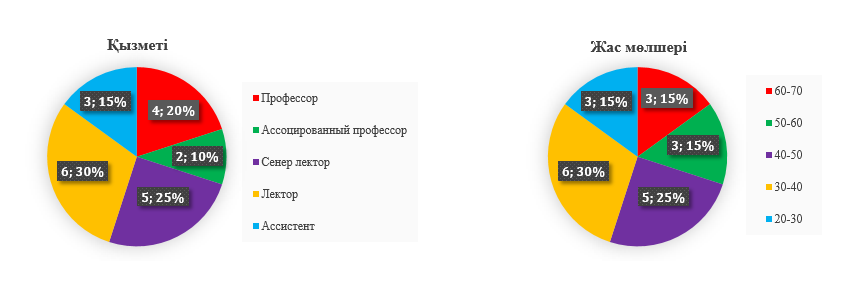 Қызметі
3; 15%
4; 20%
2; 10%
6; 30%
5; 25%
Профессор
Ассоцированный профессор
Сенер лектор
Лектор
Ассистент
Жас мөлшері
3; 15%
3; 15%
3; 15%
6; 30%
5; 25%
60-70
50-60
40-50
30-40
20-30